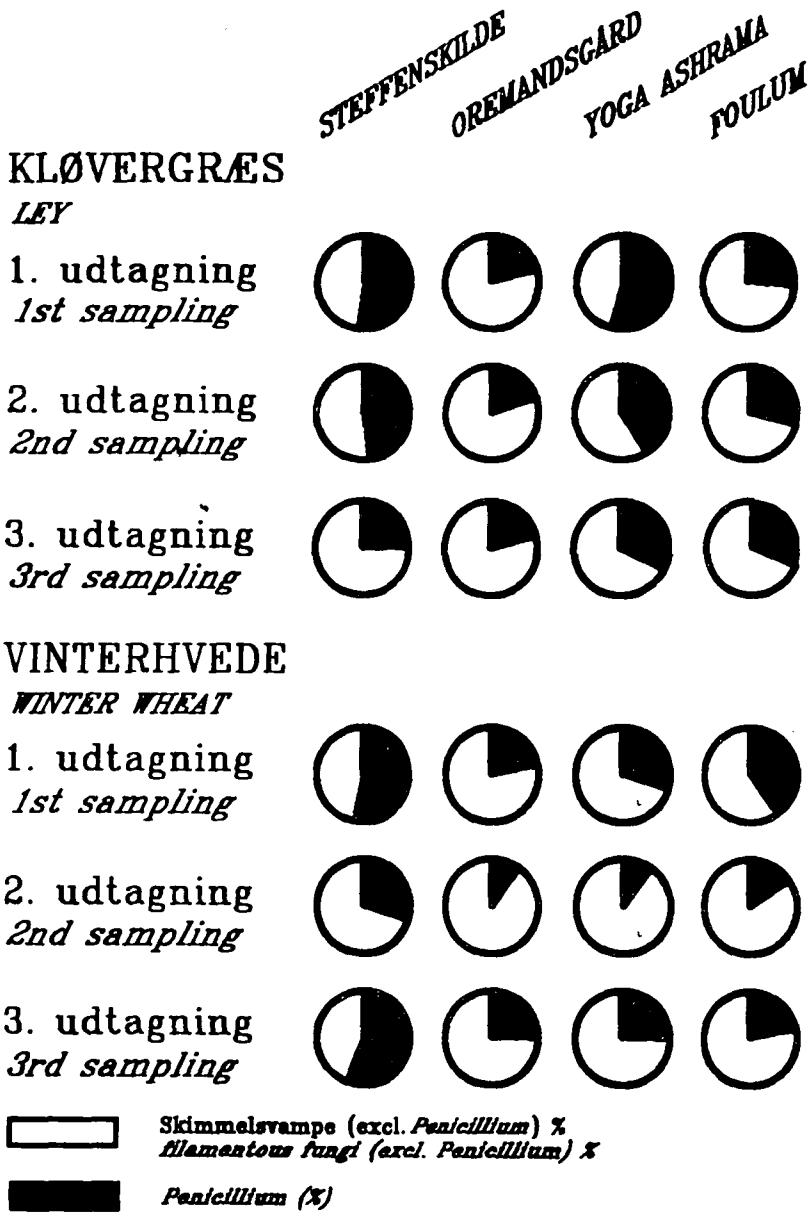 STEFFENSKILDE
OREMANDSGÅRD
YOGA ASHRAMA
FOULUM
KLØVERGRÆS
LEY
1. udtagning
1st sampling
2. udtagning
2nd sampling
3. udtagning
3rd sampling
VINTERHVEDE
WINTER WHEAT
1. udtagning
1st sampling
2. udtagning
2nd sampling
3. udtagning
3rd sampling
Skimmelsvampe (excl. Penicillium) %
filamentous fungi (excl. Penicillium) %
Penicillium (%)